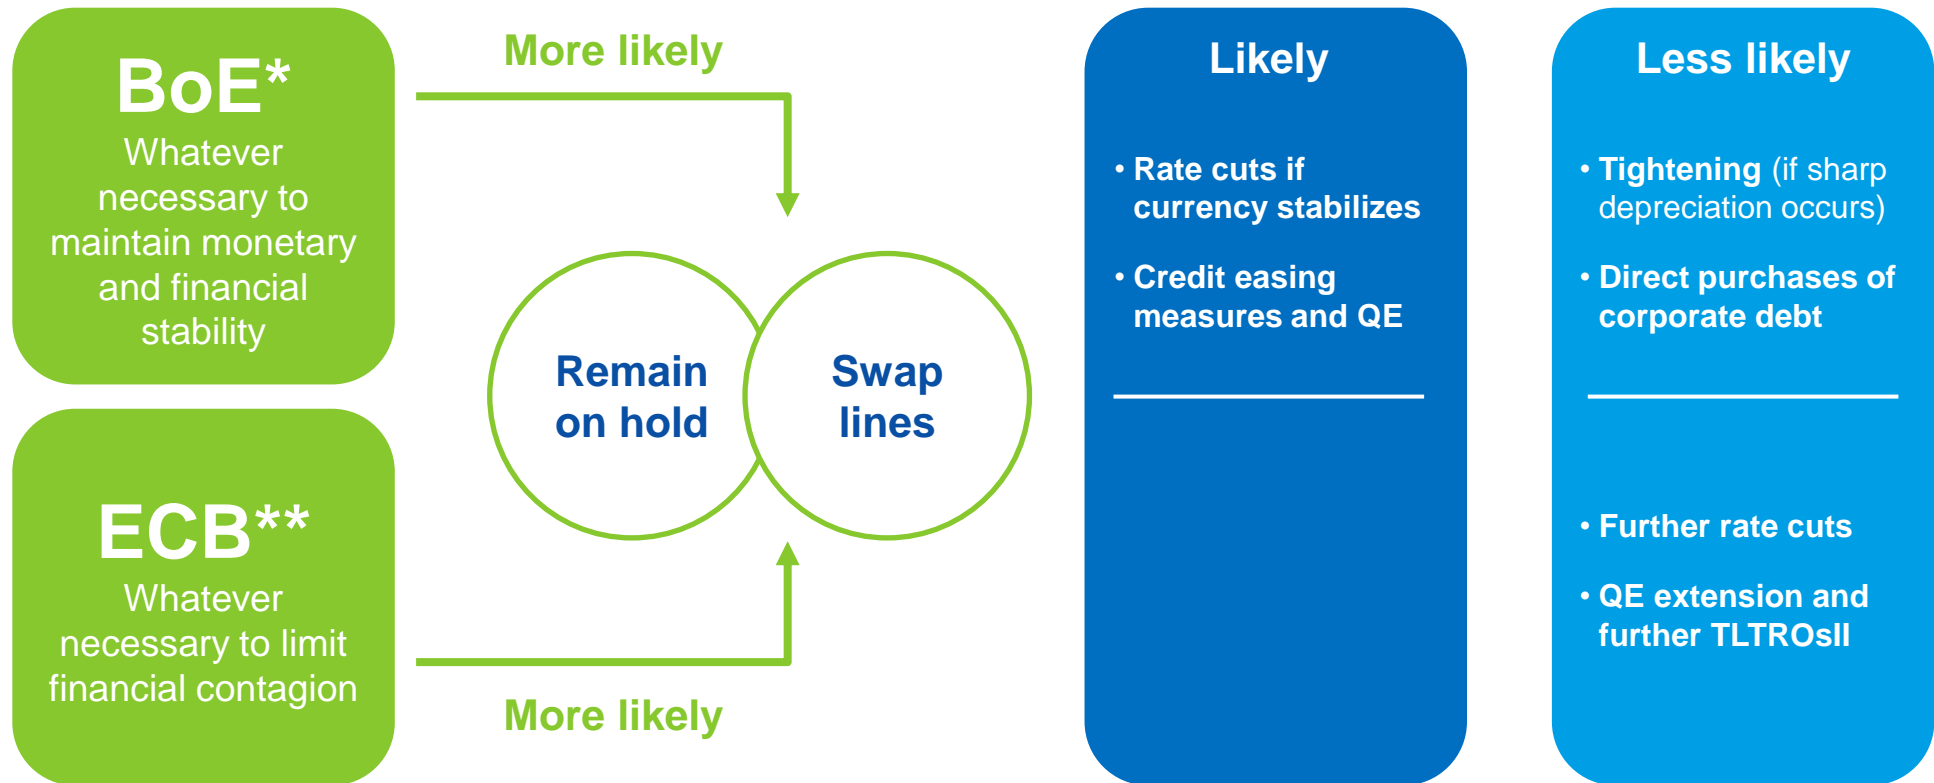 BoE*
Whatever
necessary to
maintain monetary
and financial
stability
ECB**
Whatever
necessary to limit
financial contagion
More likely
Remain
on hold
Swap
lines
More likely
Likely
• Rate cuts if
currency stabilizes
• Credit easing
measures and QE
Less likely
• Tightening (if sharp
depreciation occurs)
• Direct purchases of
corporate debt
• Further rate cuts
• QE extension and
further TLTROsII